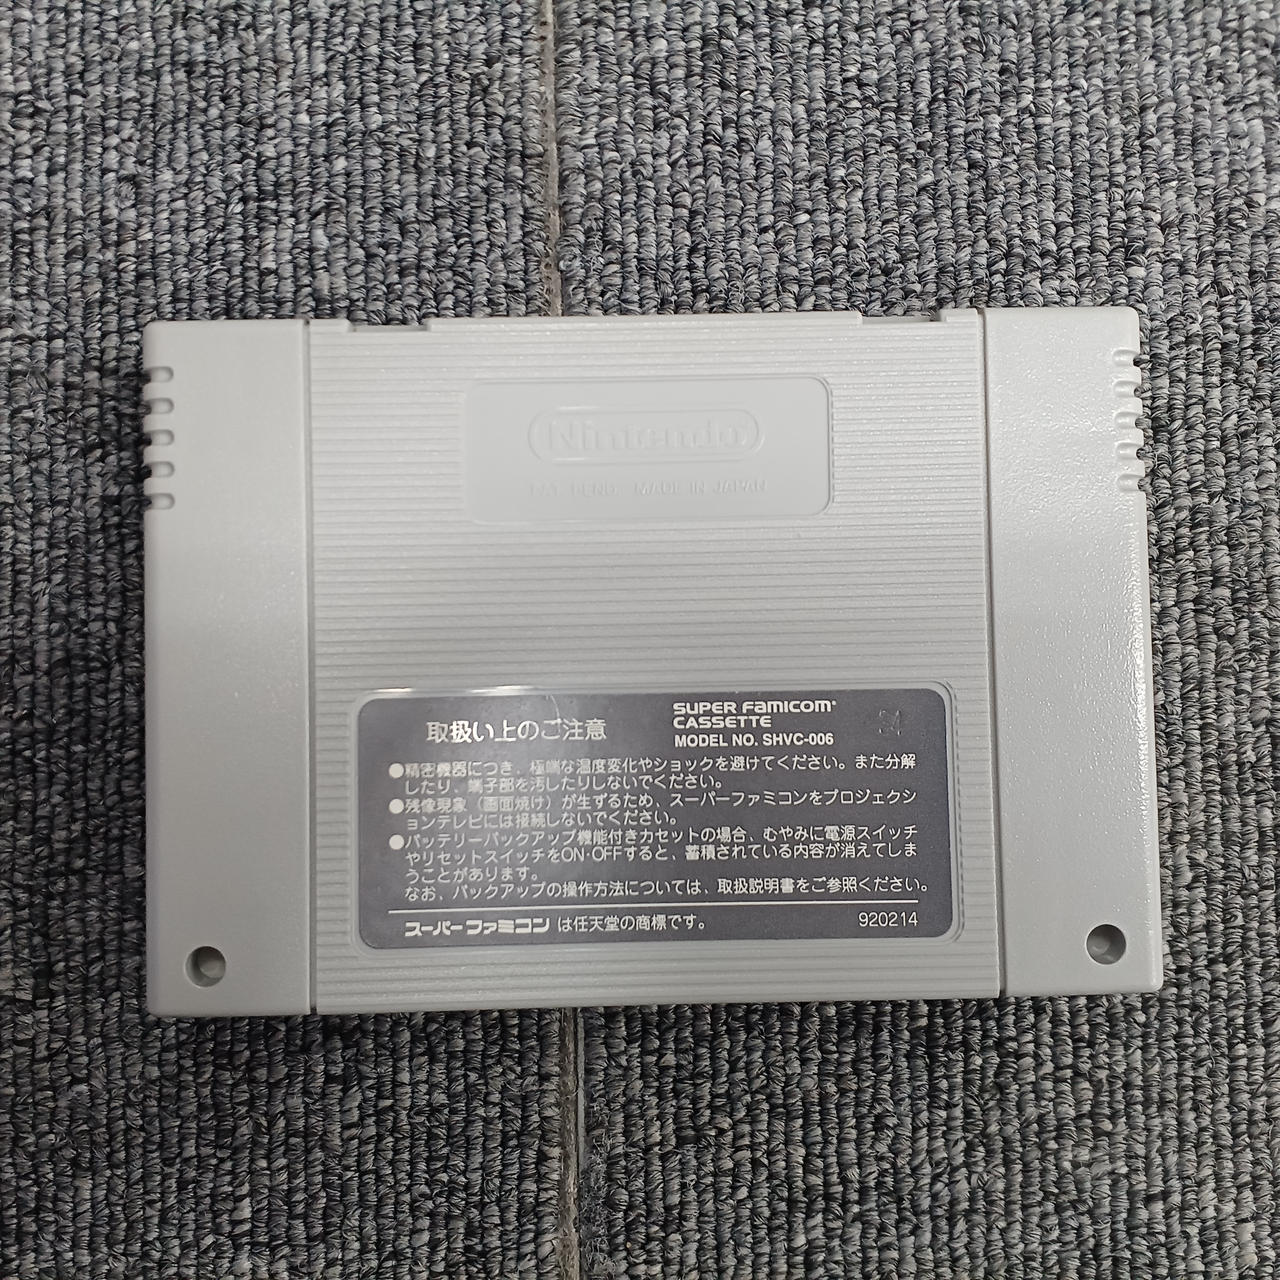 Nintendo
PAT. PEND. MADE IN JAPAN
取扱い上のご注意
SUPER FAMICOM
CASSETTE
MODEL NO. SHVC-006
●精密機器につき、極端な温度変化やショックを避けてください。また分解
したり、端子部を汚したりしないでください。
●残像現象（画面焼け）が生ずるため、スーパーファミコンをプロジェクシ
ョンテレビには接続しないでください。
●バッテリーバックアップ機能付きカセットの場合、むやみに電源スイッチ
やリセットスイッチをON・OFFすると、蓄積されている内容が消えてしま
うことがあります。
なお、バックアップの操作方法については、取扱説明書をご参照ください。
スーパーファミコンは任天堂の商標です。
920214